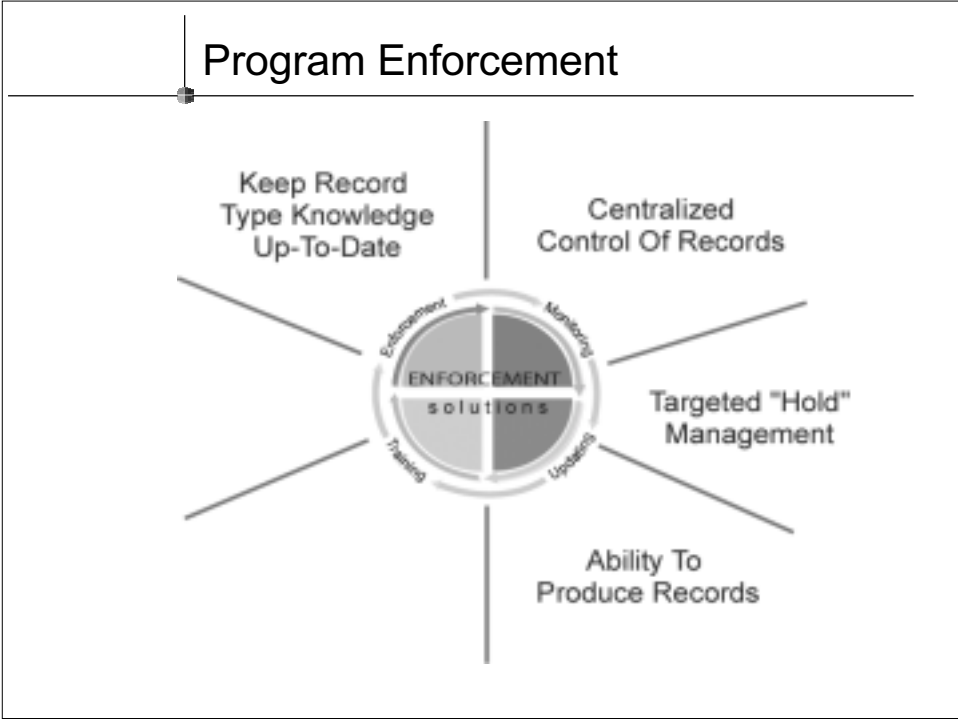 Program Enforcement
Keep Record
Type Knowledge
Up-To-Date
Centralized
Control Of Records
Enforcement
Monitoring
ENFORCEMENT
solutions
Targeted "Hold"
Management
Training
Updating
Ability To
Produce Records